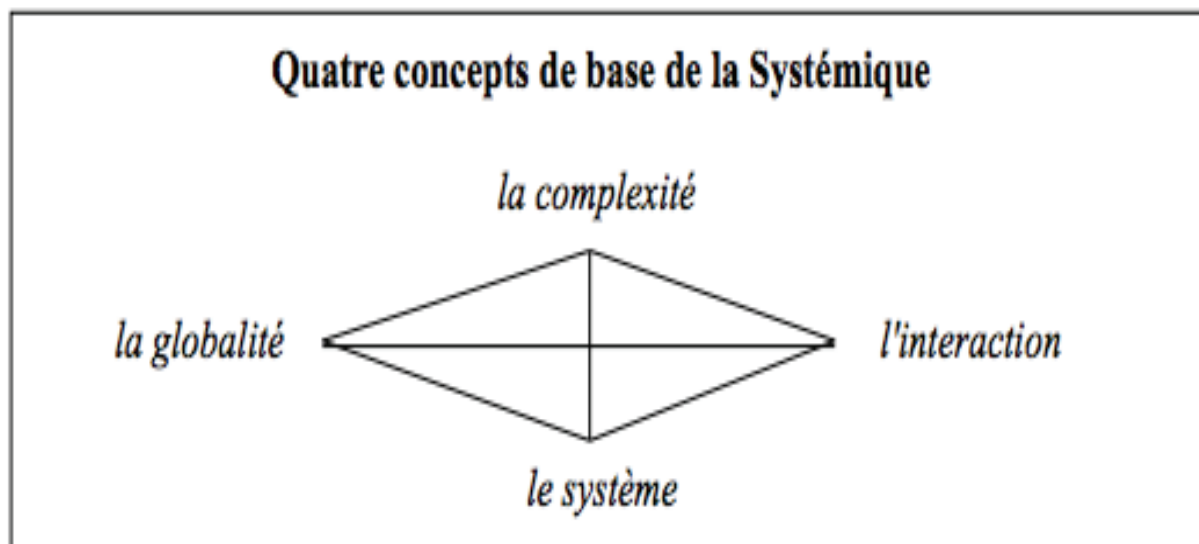 Quatre concepts de base de la Systémique
la complexité
la globalité
l'interaction
le système